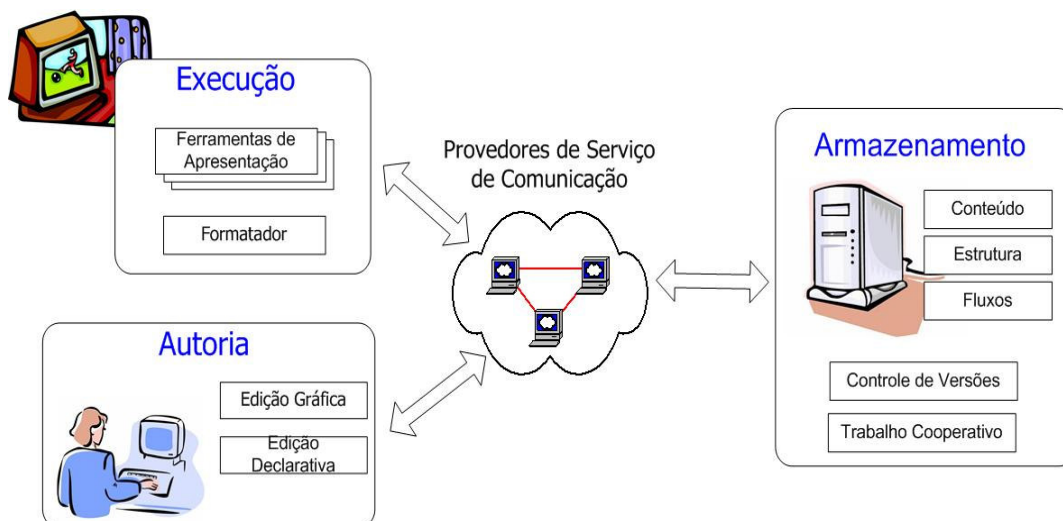 Execução
Ferramentas de
Apresentação
Formatador
Provedores de Serviço
de Comunicação
Armazenamento
Conteúdo
Estrutura
Fluxos
Controle de Versões
Trabalho Cooperativo
Autoria
Edição Gráfica
Edição
Declarativa